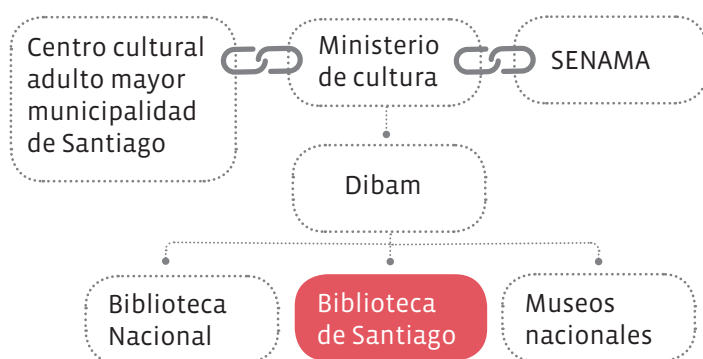 Centro cultural
adulto mayor
municipalidad
de Santiago
Ministerio
de cultura
SENAMA
Dibam
Biblioteca
Nacional
Biblioteca
de Santiago
Museos
nacionales